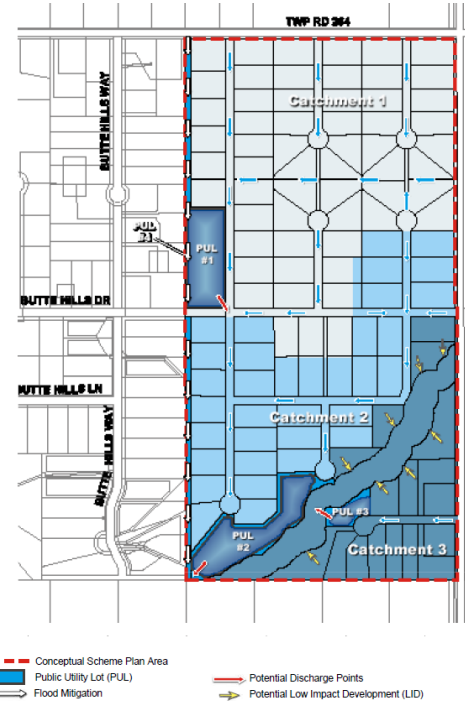 TWP RD 264
BUTTE HILLS WAY
Catchment 1
PUL
#4
PUL
#1
BUTTE HILLS DR
BUTTE HILLS LN
BUTTE HILLS WAY
Catchment 2
PUL
#2
PUL #3
Catchment 3
Conceptual Scheme Plan Area
Public Utility Lot (PUL)
Flood Mitigation
Potential Discharge Points
Potential Low Impact Development (LID)